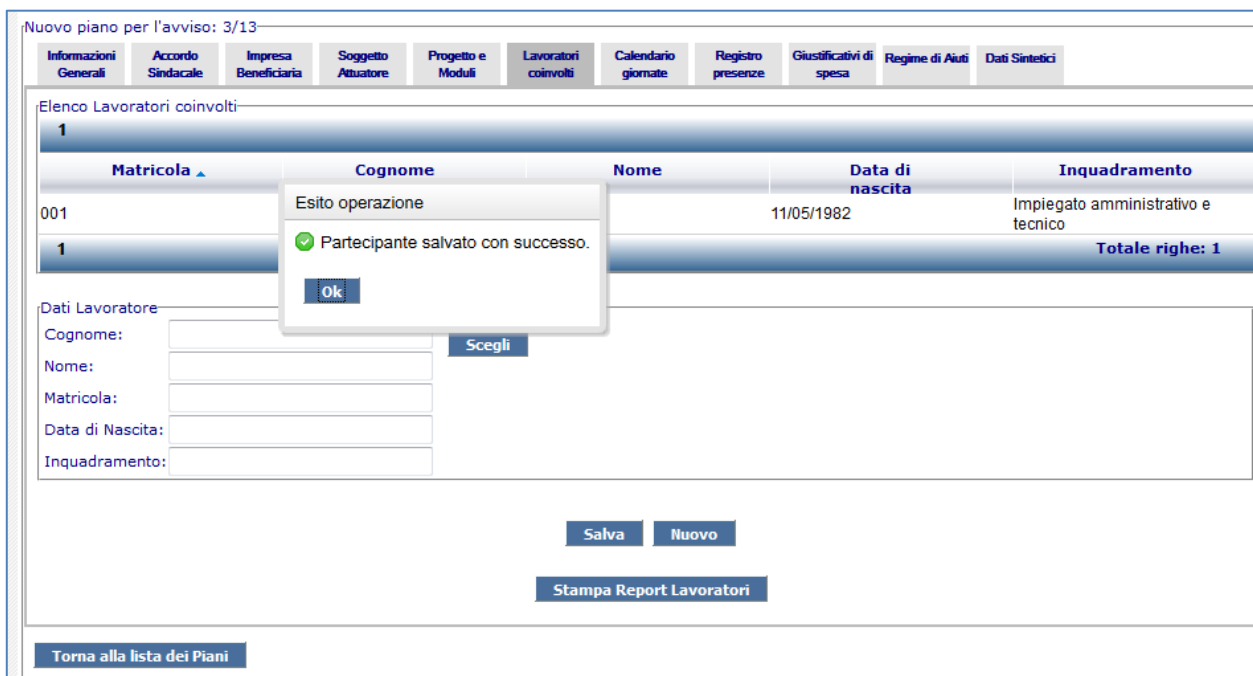 Nuovo piano per l'avviso: 3/13
Informazioni Generali
Accordo Sindacale
Impresa Beneficiaria
Soggetto Attuatore
Progetto e Moduli
Lavoratori coinvolti
Calendario giornate
Registro presenze
Giustificativi di spesa
Regime di Aiuti
Dati Sintetici
Elenco Lavoratori coinvolti
1
Matricola Cognome Nome Data di nascita Inquadramento
001 11/05/1982 Impiegato amministrativo e tecnico
1 Totale righe: 1
Esito operazione
Partecipante salvato con successo.
Ok
Dati Lavoratore
Cognome:
Scegli
Nome:
Matricola:
Data di Nascita:
Inquadramento:
Salva Nuovo
Stampa Report Lavoratori
Torna alla lista dei Piani